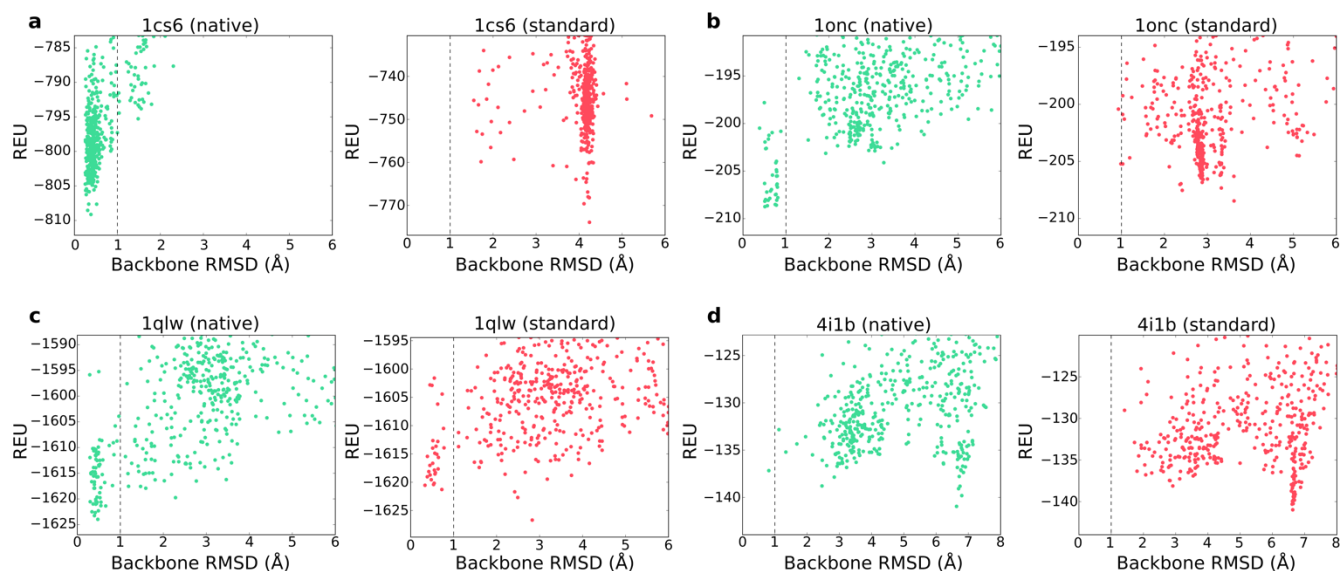 a
1cs6 (native)
REU
−785
−790
−795
−800
−805
−810
0 1 2 3 4 5 6
Backbone RMSD (Å)
1cs6 (standard)
REU
−740
−750
−760
−770
0 1 2 3 4 5 6
Backbone RMSD (Å)
b
1onc (native)
REU
−195
−200
−205
−210
0 1 2 3 4 5 6
Backbone RMSD (Å)
1onc (standard)
REU
−195
−200
−205
−210
0 1 2 3 4 5 6
Backbone RMSD (Å)
c
1qlw (native)
REU
−1590
−1595
−1600
−1605
−1610
−1615
−1620
−1625
0 1 2 3 4 5 6
Backbone RMSD (Å)
1qlw (standard)
REU
−1595
−1600
−1605
−1610
−1615
−1620
−1625
0 1 2 3 4 5 6
Backbone RMSD (Å)
d
4i1b (native)
REU
−125
−130
−135
−140
0 1 2 3 4 5 6 7 8
Backbone RMSD (Å)
4i1b (standard)
REU
−125
−130
−135
−140
0 1 2 3 4 5 6 7 8
Backbone RMSD (Å)